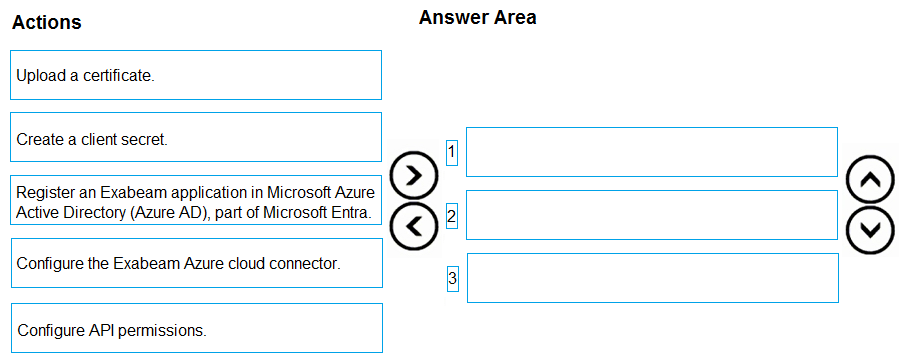 Actions
Answer Area
Upload a certificate.
Create a client secret.
Register an Exabeam application in Microsoft Azure
Active Directory (Azure AD), part of Microsoft Entra.
Configure the Exabeam Azure cloud connector.
Configure API permissions.
1
2
3